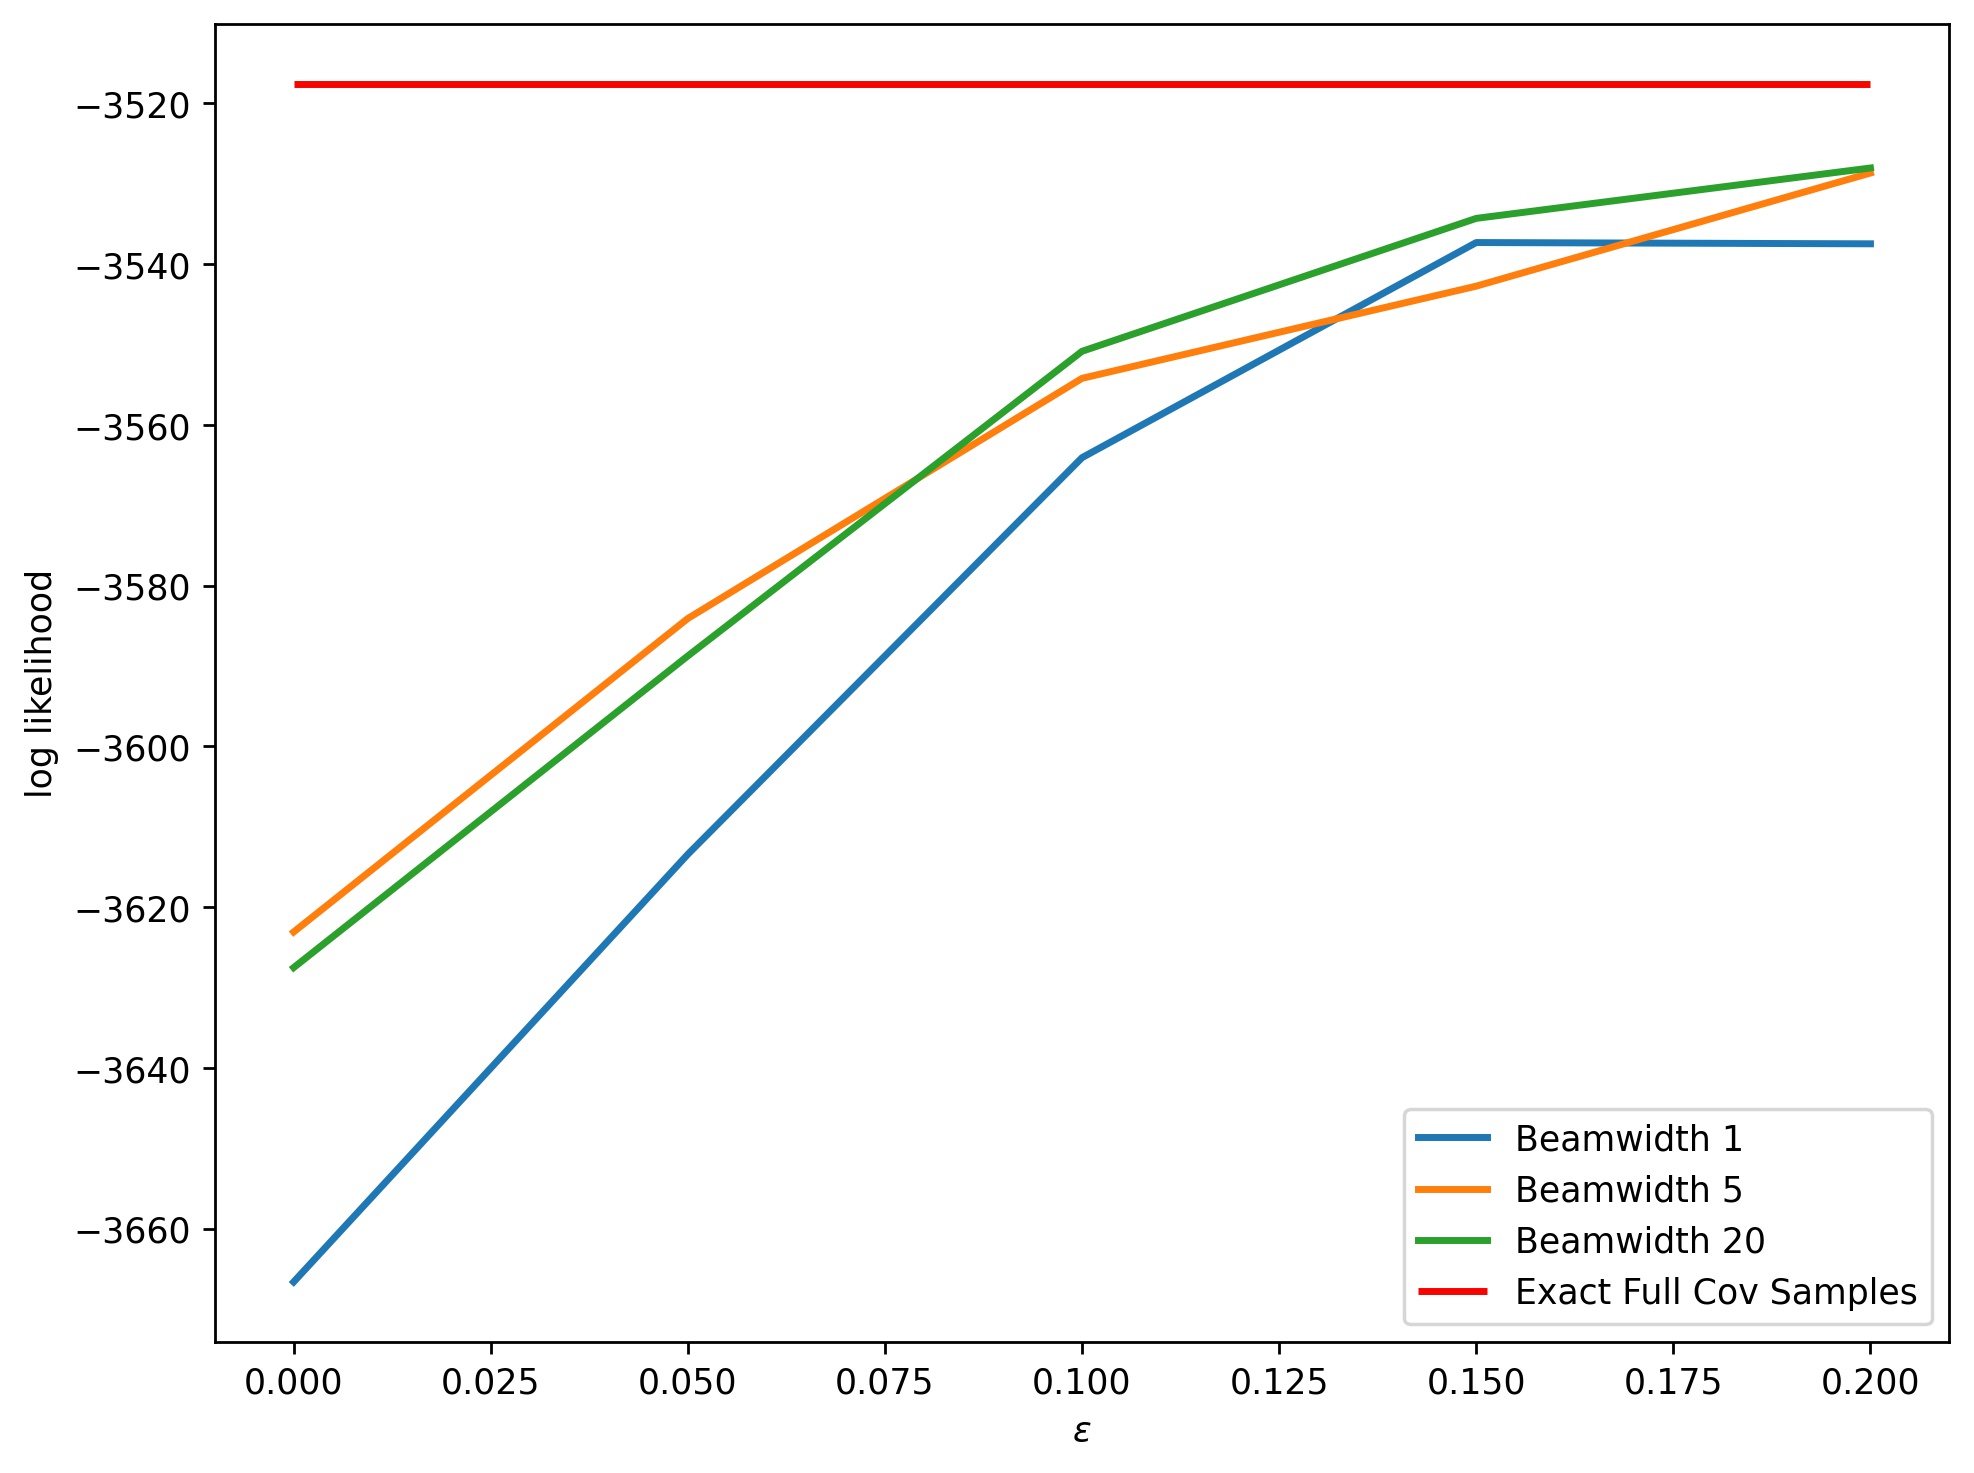 −3520
−3540
−3560
−3580
−3600
−3620
−3640
−3660
log likelihood
0.000 0.025 0.050 0.075 0.100 0.125 0.150 0.175 0.200
ε
Beamwidth 1
Beamwidth 5
Beamwidth 20
Exact Full Cov Samples